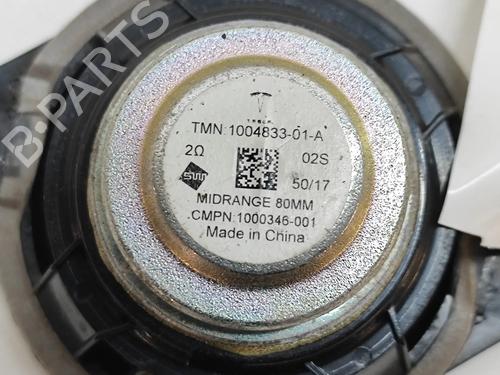 B-PARTS
TESLA
TMN:1004833-01-A
2Ω 02S
50/17
MIDRANGE 80MM
CMPN:1000346-001
Made in China